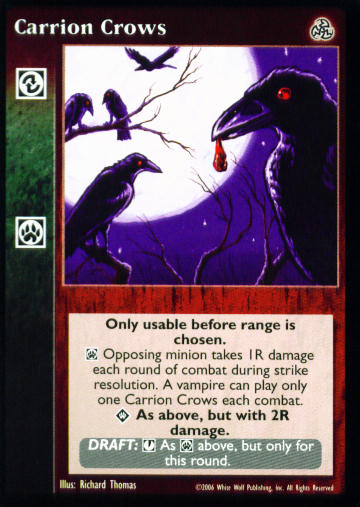 Carrion Crows
Only usable before range is
chosen.
Opposing minion takes 1R damage
each round of combat during strike
resolution. A vampire can play only
one Carrion Crows each combat.
As above, but with 2R
damage.
DRAFT: As above, but only for
this round.
Illus: Richard Thomas ©2006 White Wolf Publishing, Inc. All Rights Reserved